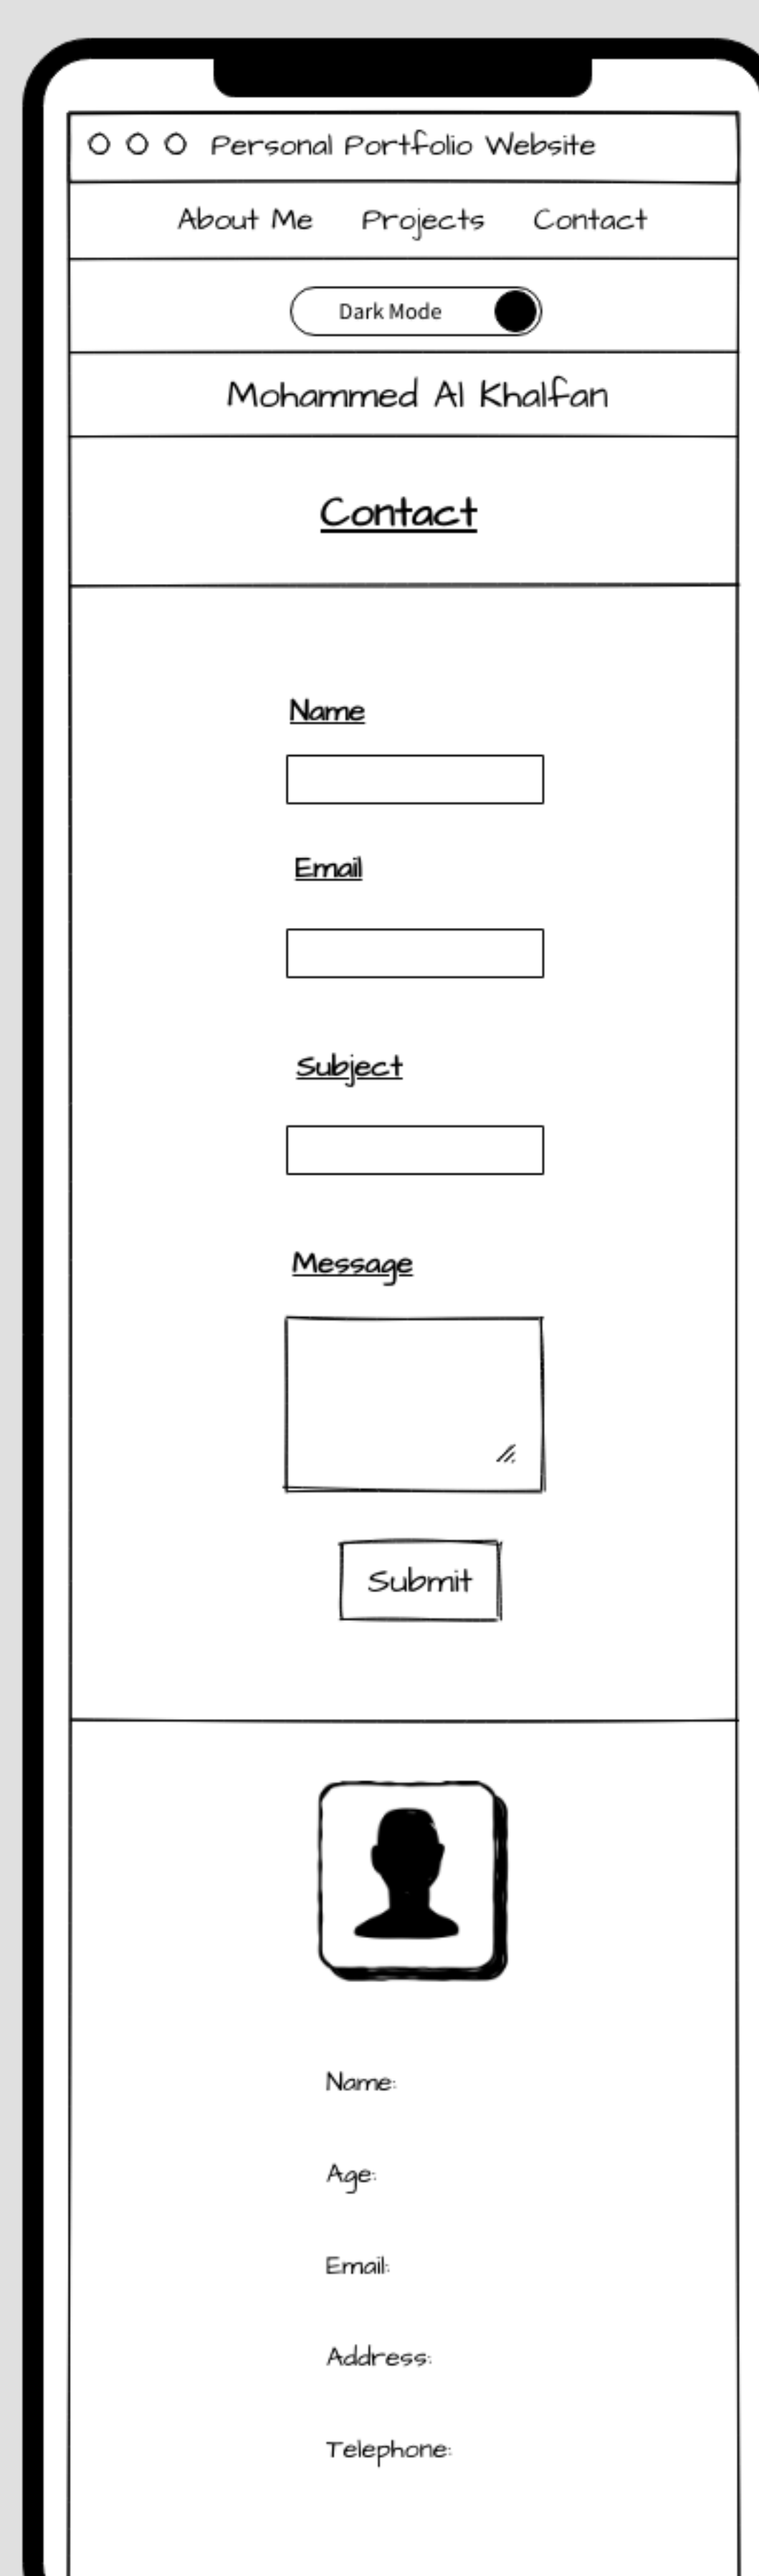 Personal Portfolio Website
About Me Projects Contact
Dark Mode
Mohammed Al Khalfan
Contact
Name
Email
Subject
Message
Submit
Name:
Age:
Email:
Address:
Telephone: